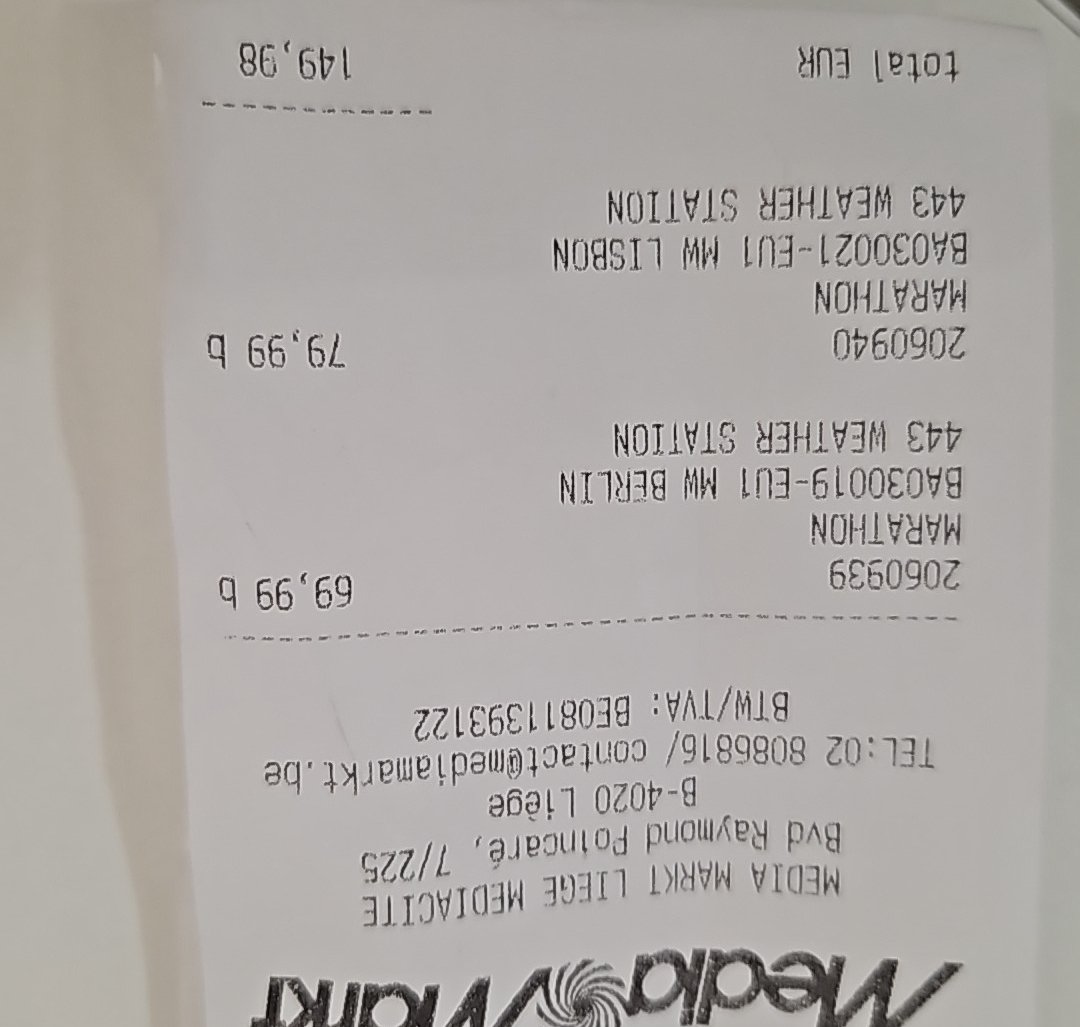 Media Markt
MEDIA MARKT LIEGE MEDIACITE
Bvd Raymond Poincaré, 7/225
B-4020 Liège
TEL:02 8086816/ contact@mediamarkt.be
BTW/TVA: BE0811393122
2060939 69,99 b
MARATHON
BA030019-EU1 MW BERLIN
443 WEATHER STATION
2060940 79,99 b
MARATHON
BA030021-EU1 MW LISBON
443 WEATHER STATION
total EUR 149,98